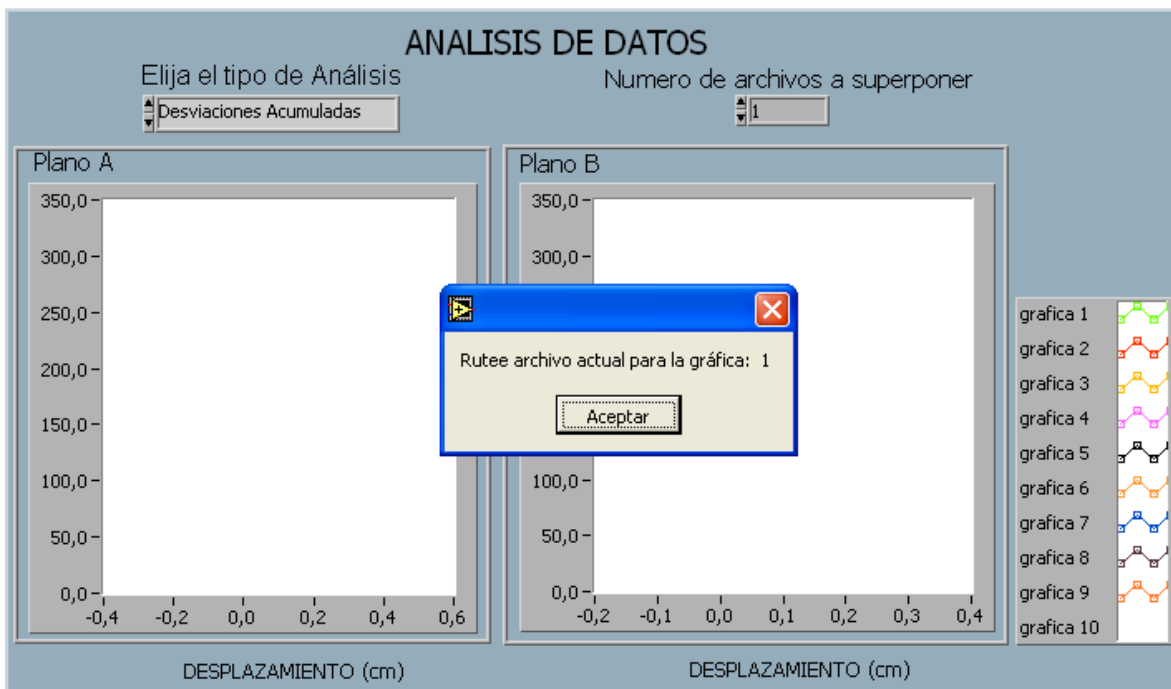 ANALISIS DE DATOS
Elija el tipo de Análisis
Numero de archivos a superponer
Desviaciones Acumuladas
1
Plano A
350,0
300,0
250,0
200,0
150,0
100,0
50,0
0,0
-0,4 -0,2 0,0 0,2 0,4 0,6
DESPLAZAMIENTO (cm)
Plano B
350,0
300,0
100,0
50,0
0,0
-0,2 -0,1 0,0 0,1 0,2 0,3 0,4
DESPLAZAMIENTO (cm)
Rutee archivo actual para la gráfica: 1
Aceptar
grafica 1
grafica 2
grafica 3
grafica 4
grafica 5
grafica 6
grafica 7
grafica 8
grafica 9
grafica 10